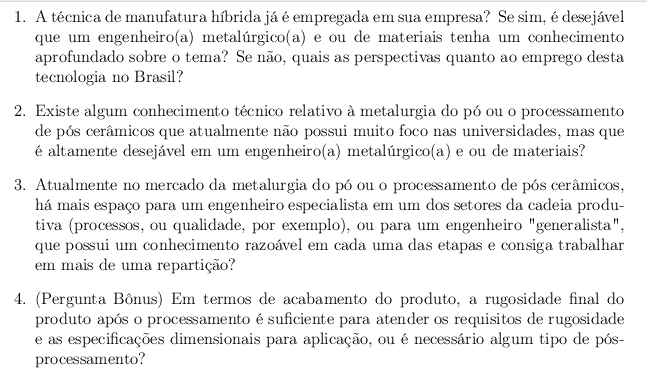 1. A técnica de manufatura híbrida já é empregada em sua empresa? Se sim, é desejável
que um engenheiro(a) metalúrgico(a) e ou de materiais tenha um conhecimento
aprofundado sobre o tema? Se não, quais as perspectivas quanto ao emprego desta
tecnologia no Brasil?
2. Existe algum conhecimento técnico relativo à metalurgia do pó ou o processamento
de pós cerâmicos que atualmente não possui muito foco nas universidades, mas que
é altamente desejável em um engenheiro(a) metalúrgico(a) e ou de materiais?
3. Atualmente no mercado da metalurgia do pó ou o processamento de pós cerâmicos,
há mais espaço para um engenheiro especialista em um dos setores da cadeia produ-
tiva (processos, ou qualidade, por exemplo), ou para um engenheiro "generalista",
que possui um conhecimento razoável em cada uma das etapas e consiga trabalhar
em mais de uma repartição?
4. (Pergunta Bônus) Em termos de acabamento do produto, a rugosidade final do
produto após o processamento é suficiente para atender os requisitos de rugosidade
e as especificações dimensionais para aplicação, ou é necessário algum tipo de pós-
processamento?